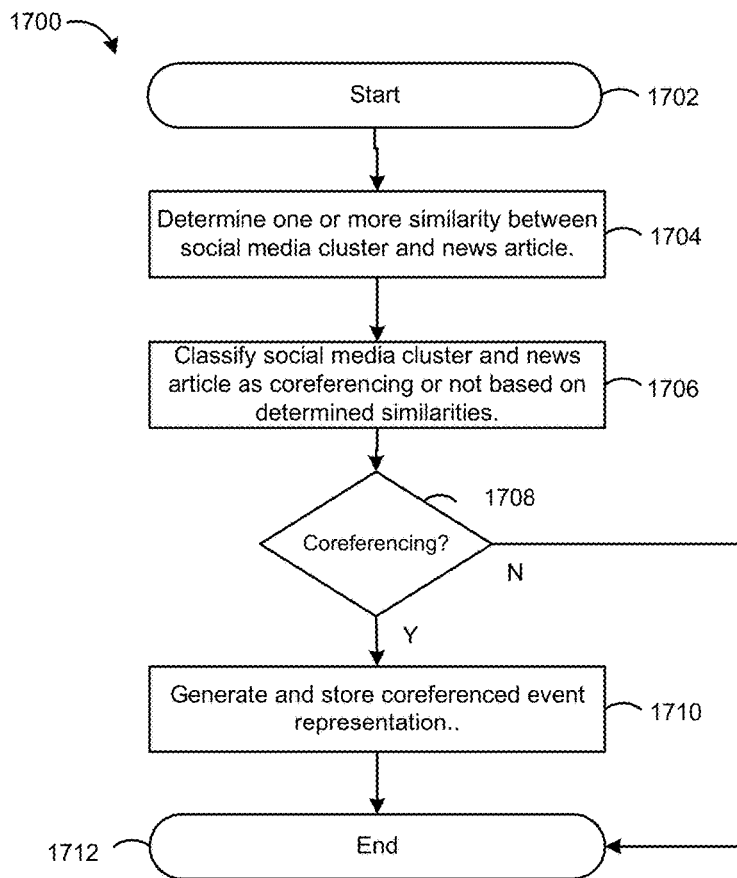 1700
Start
1702
Determine one or more similarity between
social media cluster and news article.
1704
Classify social media cluster and news
article as coreferencing or not based on
determined similarities.
1706
1708
Coreferencing?
N
Y
Generate and store coreferenced event
representation..
1710
End
1712